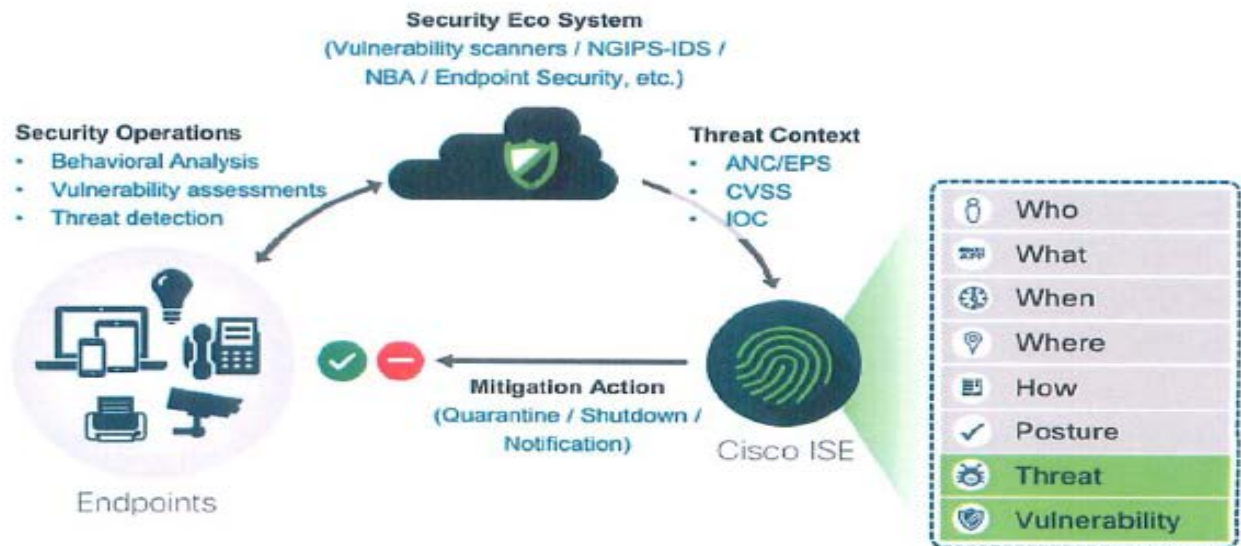 Security Eco System
(Vulnerability scanners / NGIPS-IDS /
NBA / Endpoint Security, etc.)
Security Operations
• Behavioral Analysis
• Vulnerability assessments
• Threat detection
Threat Context
• ANC/EPS
• CVSS
• IOC
Who
What
When
Where
How
Posture
Threat
Vulnerability
Mitigation Action
(Quarantine / Shutdown /
Notification)
Cisco ISE
Endpoints